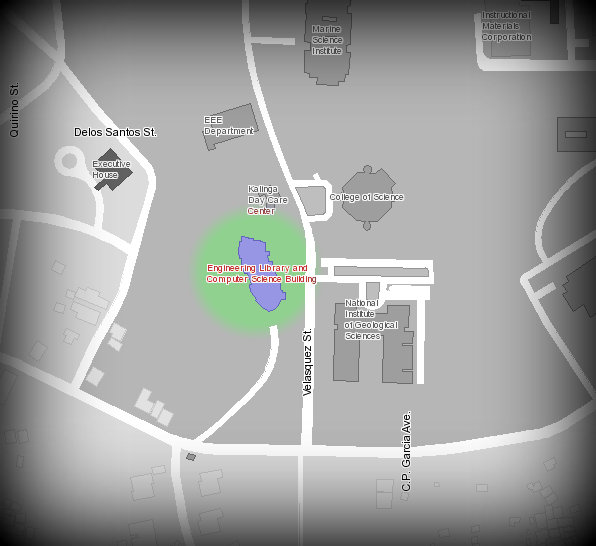 Instructional
Materials
Corporation
Marine
Science
Institute
Quirino St.
EEE
Department
Delos Santos St.
Executive
House
Kalinga
Day Care
Center
College of Science
Engineering Library and
Computer Science Building
National
Institute
of Geological
Sciences
Velasquez St.
C.P. Garcia Ave.